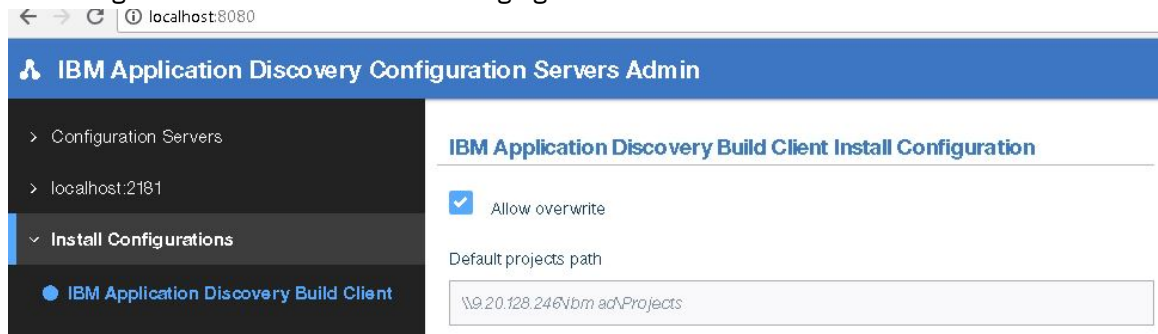 localhost:8080
IBM Application Discovery Configuration Servers Admin
> Configuration Servers
> localhost:2181
Install Configurations
IBM Application Discovery Build Client
IBM Application Discovery Build Client Install Configuration
Allow overwrite
Default projects path
\\9.20.128.246\ibm ad\Projects